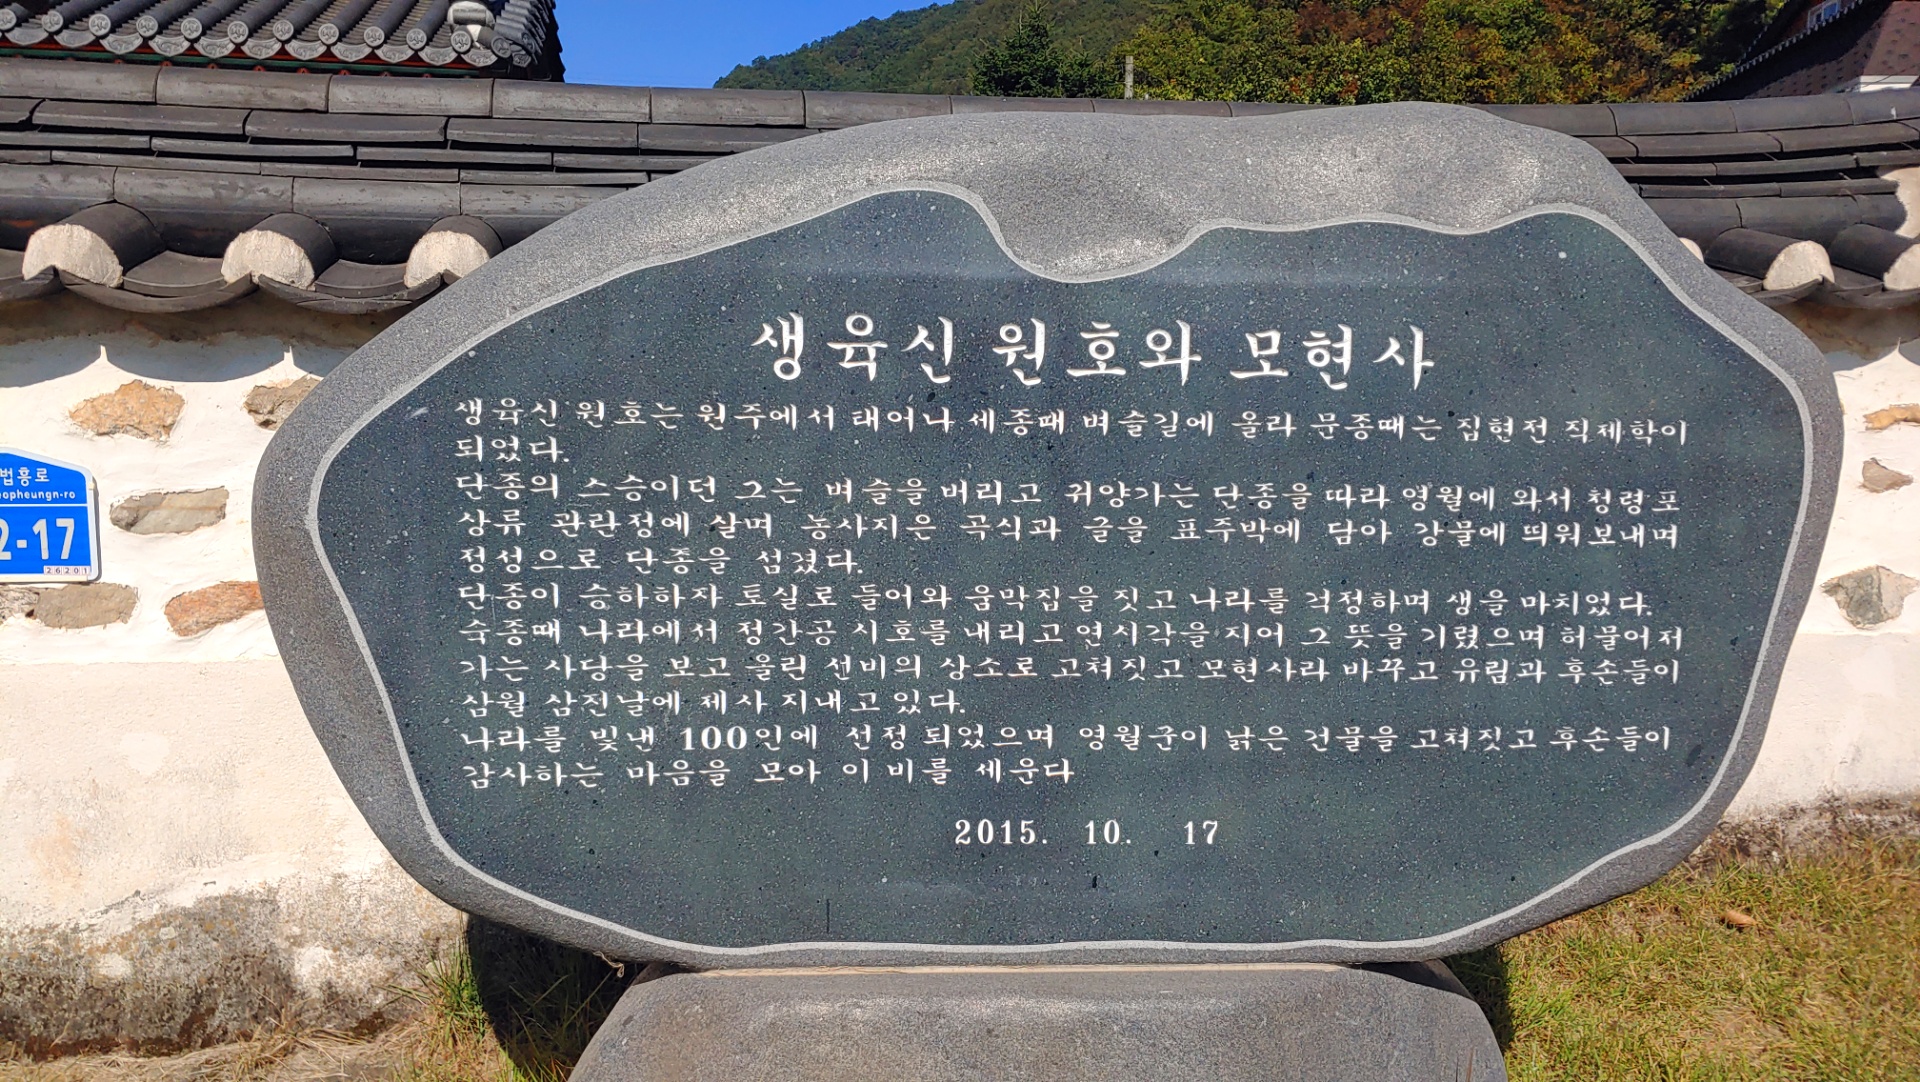 생육신 원호와 모현사
생육신 원호는 원주에서 태어나 세종때 벼슬길에 올라 문종때는 집현전 직제학이
되었다.
단종의 스승이던 그는 벼슬을 버리고 귀양가는 단종을 따라 영월에 와서 청령포
상류 관란정에 살며 농사지은 곡식과 글을 표주박에 담아 강물에 띄워보내며
정성으로 단종을 섬겼다.
단종이 승하하자 토실로 들어와 움막집을 짓고 나라를 걱정하며 생을 마치었다.
숙종때 나라에서 정간공 시호를 내리고 연시각을 지어 그 뜻을 기렸으며 허물어저
가는 사당을 보고 올린 선비의 상소로 고쳐짓고 모현사라 바꾸고 유림과 후손들이
삼월 삼진날에 제사 지내고 있다.
나라를 빛낸 100인에 선정 되었으며 영월군이 낡은 건물을 고쳐짓고 후손들이
감사하는 마음을 모아 이 비를 세운다
2015. 10. 17
법흥로
eopheungn-ro
2-17
26201